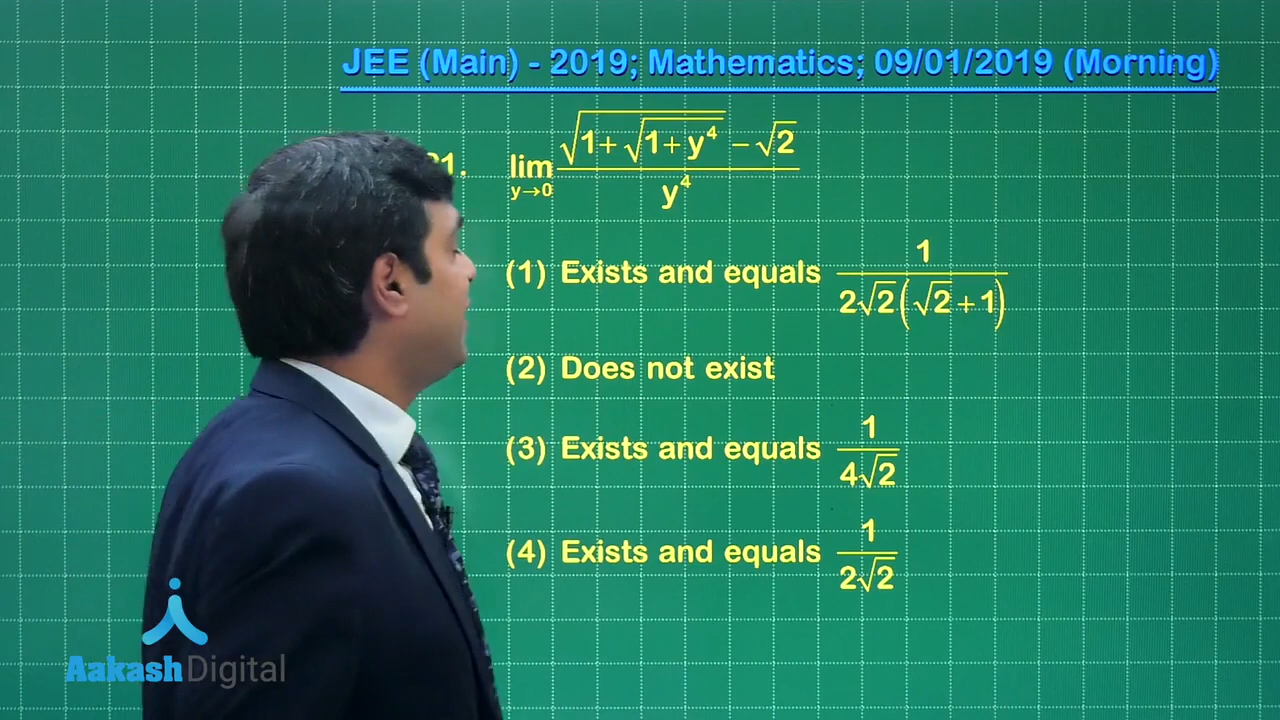 JEE (Main) - 2019; Mathematics; 09/01/2019 (Morning)
1. lim y→0 (√(1+√(1+y⁴)) − √2) / y⁴
(1) Exists and equals 1 / (2√2(√2+1))
(2) Does not exist
(3) Exists and equals 1 / (4√2)
(4) Exists and equals 1 / (2√2)
Aakash Digital